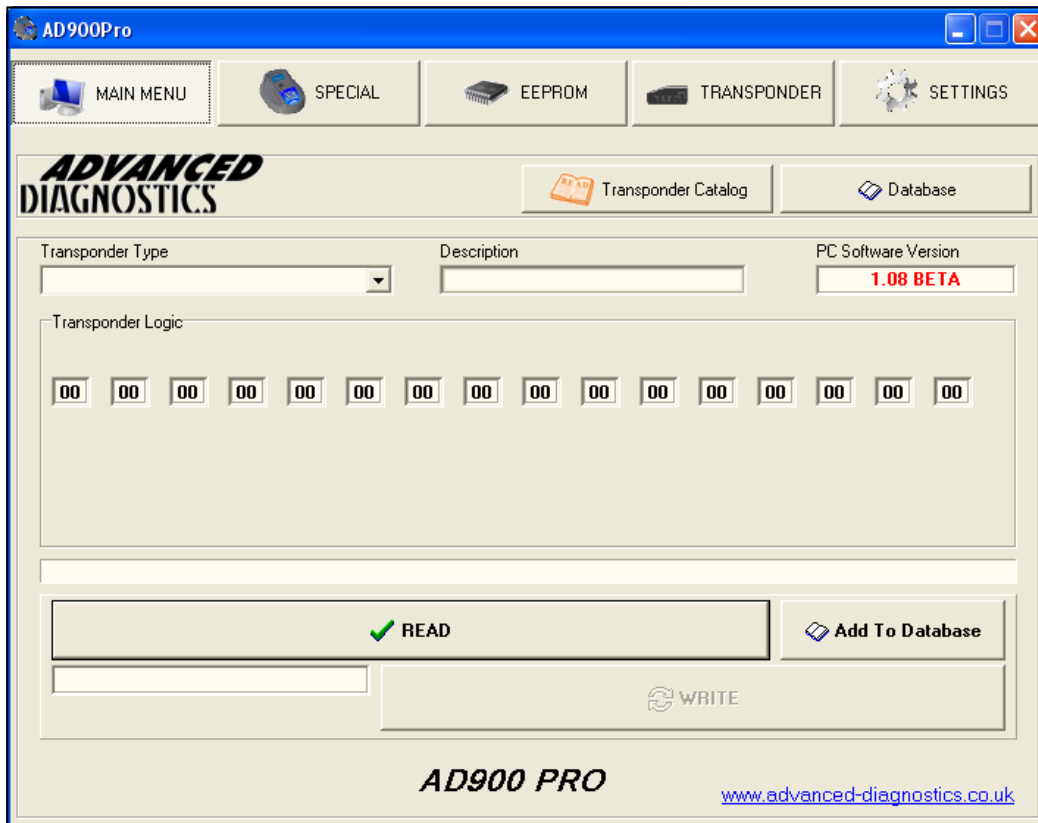 AD900Pro
MAIN MENU SPECIAL EEPROM TRANSPONDER SETTINGS
ADVANCED
DIAGNOSTICS
READ Transponder Catalog Database
Transponder Type Description PC Software Version
1.08 BETA
Transponder Logic
00 00 00 00 00 00 00 00 00 00 00 00 00 00 00 00
READ Add To Database
WRITE
AD900 PRO
www.advanced-diagnostics.co.uk